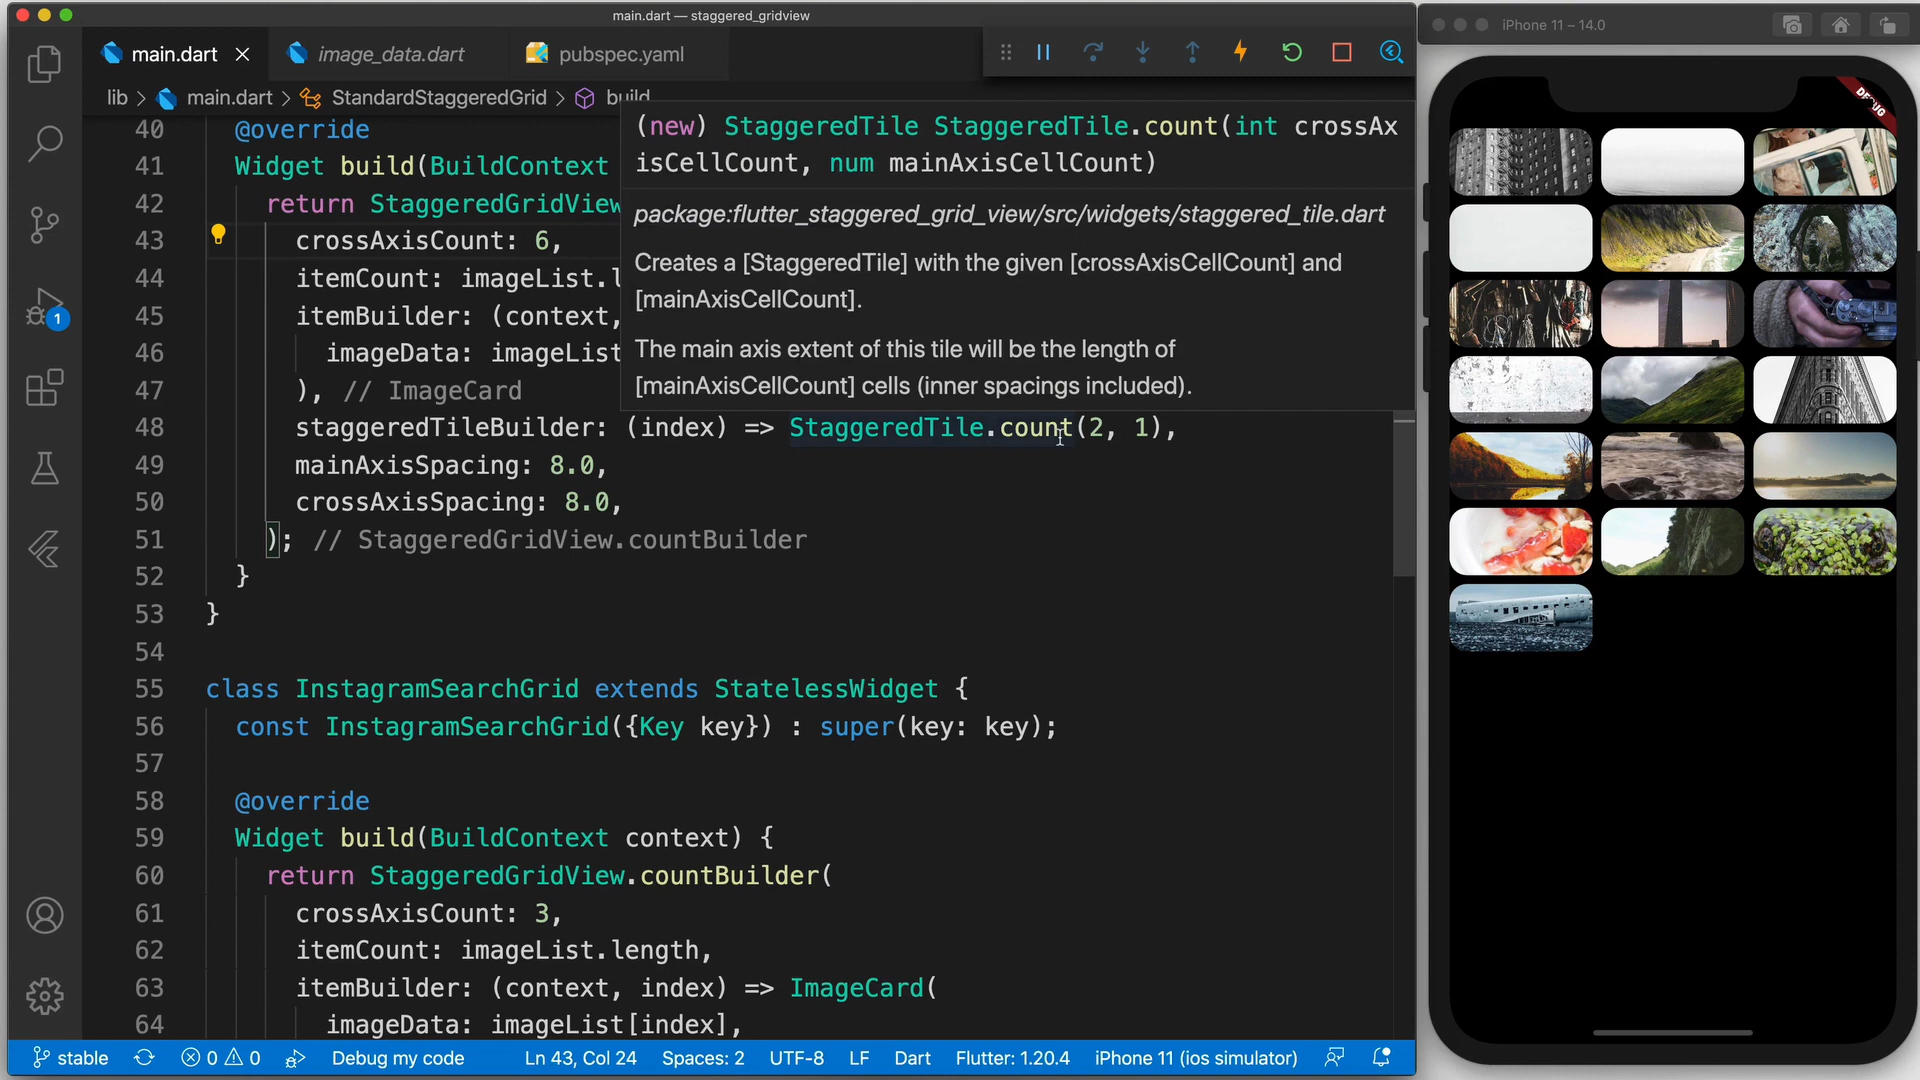 main.dart — staggered_gridview
main.dart
image_data.dart
pubspec.yaml
lib > main.dart > StandardStaggeredGrid > build
40 @override
41 Widget build(BuildContext
42 return StaggeredGridView
43 crossAxisCount: 6,
44 itemCount: imageList.l
45 itemBuilder: (context,
46 imageData: imageList
47 ), // ImageCard
48 staggeredTileBuilder: (index) => StaggeredTile.count(2, 1),
49 mainAxisSpacing: 8.0,
50 crossAxisSpacing: 8.0,
51 ); // StaggeredGridView.countBuilder
52 }
53 }
54
55 class InstagramSearchGrid extends StatelessWidget {
56 const InstagramSearchGrid({Key key}) : super(key: key);
57
58 @override
59 Widget build(BuildContext context) {
60 return StaggeredGridView.countBuilder(
61 crossAxisCount: 3,
62 itemCount: imageList.length,
63 itemBuilder: (context, index) => ImageCard(
64 imageData: imageList[index],
(new) StaggeredTile StaggeredTile.count(int crossAx
isCellCount, num mainAxisCellCount)
package:flutter_staggered_grid_view/src/widgets/staggered_tile.dart
Creates a [StaggeredTile] with the given [crossAxisCellCount] and
[mainAxisCellCount].
The main axis extent of this tile will be the length of
[mainAxisCellCount] cells (inner spacings included).
1
stable 0 0 Debug my code Ln 43, Col 24 Spaces: 2 UTF-8 LF Dart Flutter: 1.20.4 iPhone 11 (ios simulator)
iPhone 11 – 14.0
DEBUG